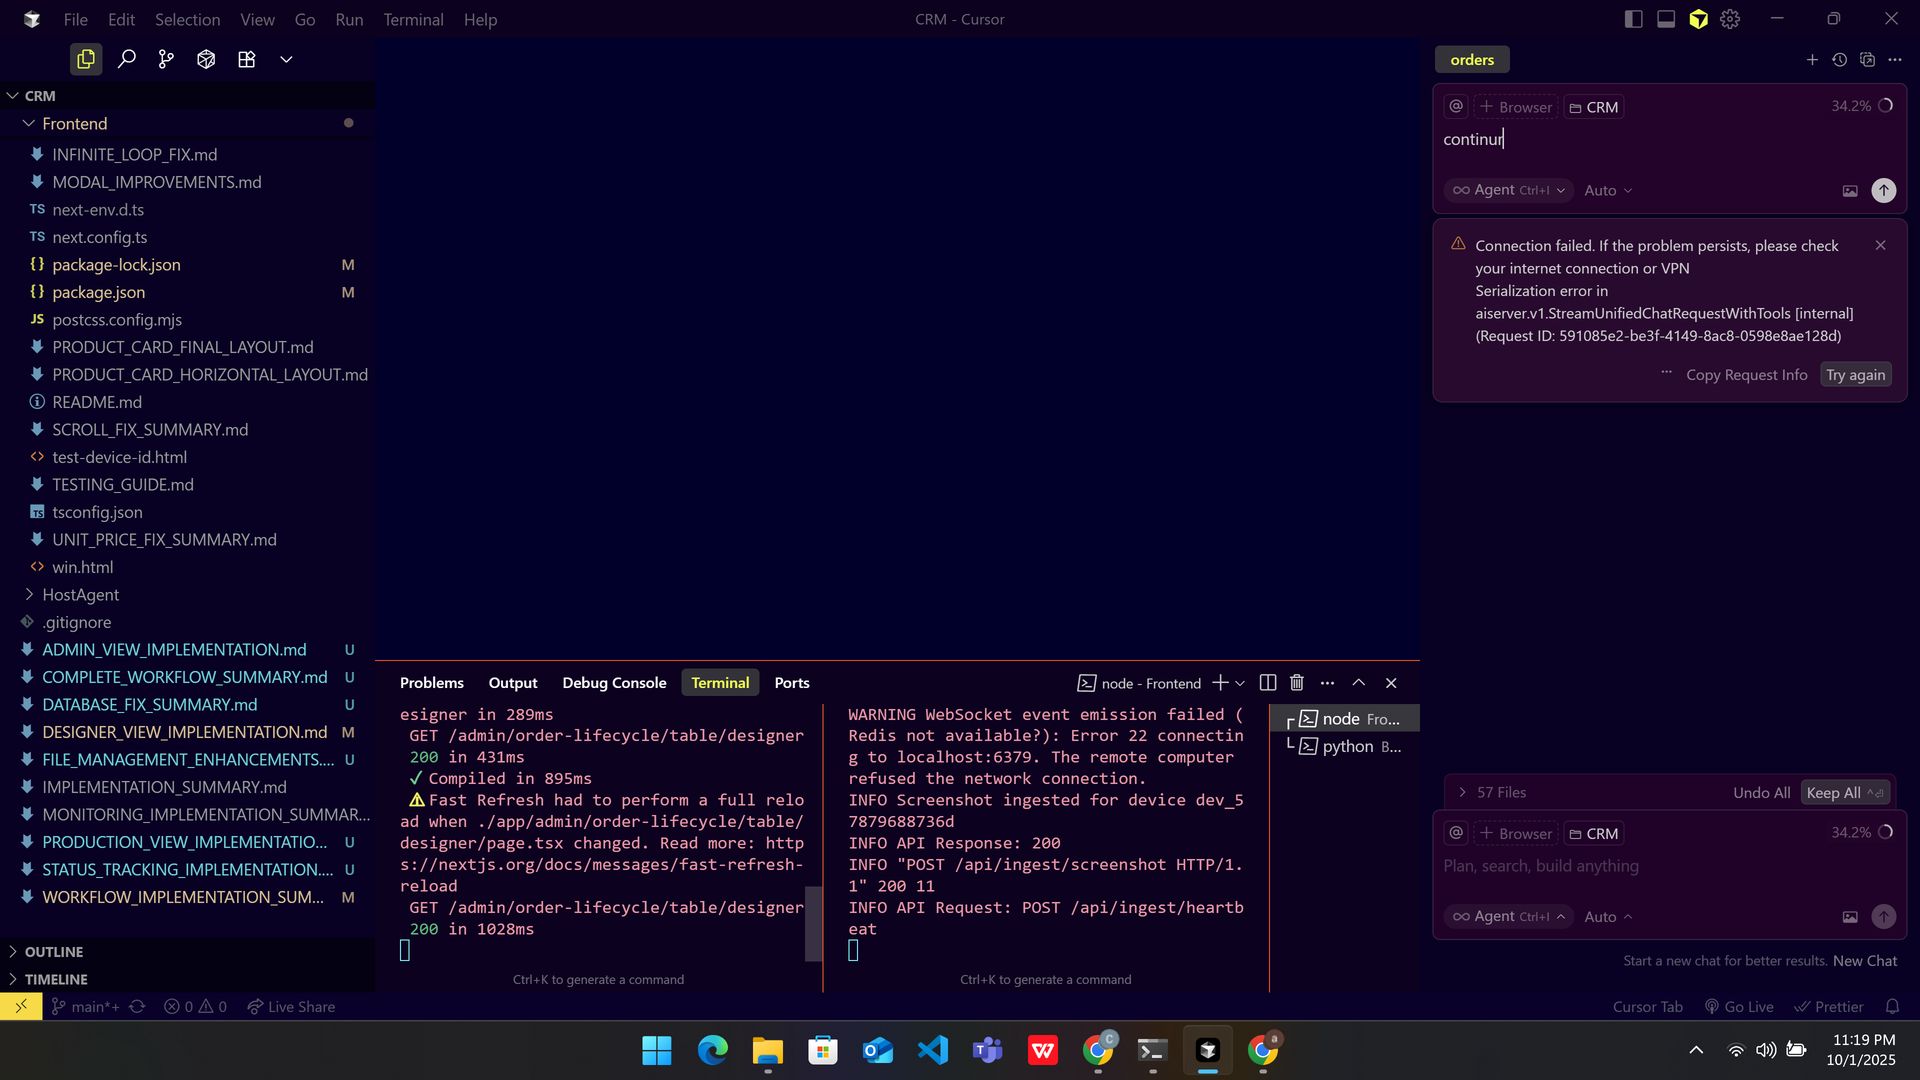 File Edit Selection View Go Run Terminal Help
CRM - Cursor
CRM
Frontend
INFINITE_LOOP_FIX.md
MODAL_IMPROVEMENTS.md
TS next-env.d.ts
TS next.config.ts
{} package-lock.json M
{} package.json M
JS postcss.config.mjs
PRODUCT_CARD_FINAL_LAYOUT.md
PRODUCT_CARD_HORIZONTAL_LAYOUT.md
README.md
SCROLL_FIX_SUMMARY.md
<> test-device-id.html
TESTING_GUIDE.md
TS tsconfig.json
UNIT_PRICE_FIX_SUMMARY.md
<> win.html
HostAgent
.gitignore
ADMIN_VIEW_IMPLEMENTATION.md U
COMPLETE_WORKFLOW_SUMMARY.md U
DATABASE_FIX_SUMMARY.md U
DESIGNER_VIEW_IMPLEMENTATION.md M
FILE_MANAGEMENT_ENHANCEMENTS.... U
IMPLEMENTATION_SUMMARY.md
MONITORING_IMPLEMENTATION_SUMMAR...
PRODUCTION_VIEW_IMPLEMENTATIO... U
STATUS_TRACKING_IMPLEMENTATION.... U
WORKFLOW_IMPLEMENTATION_SUM... M
OUTLINE
TIMELINE
Problems Output Debug Console Terminal Ports
node - Frontend
esigner in 289ms
GET /admin/order-lifecycle/table/designer
200 in 431ms
✓ Compiled in 895ms
⚠ Fast Refresh had to perform a full relo
ad when ./app/admin/order-lifecycle/table/
designer/page.tsx changed. Read more: http
s://nextjs.org/docs/messages/fast-refresh-
reload
GET /admin/order-lifecycle/table/designer
200 in 1028ms
Ctrl+K to generate a command
WARNING WebSocket event emission failed (
Redis not available?): Error 22 connectin
g to localhost:6379. The remote computer
refused the network connection.
INFO Screenshot ingested for device dev_5
7879688736d
INFO API Response: 200
INFO "POST /api/ingest/screenshot HTTP/1.
1" 200 11
INFO API Request: POST /api/ingest/heartb
eat
Ctrl+K to generate a command
node Fro...
python B...
orders
@ + Browser CRM 34.2%
continur
Agent Ctrl+I Auto
Connection failed. If the problem persists, please check
your internet connection or VPN
Serialization error in
aiserver.v1.StreamUnifiedChatRequestWithTools [internal]
(Request ID: 591085e2-be3f-4149-8ac8-0598e8ae128d)
... Copy Request Info Try again
57 Files Undo All Keep All
@ + Browser CRM 34.2%
Plan, search, build anything
Agent Ctrl+I Auto
Start a new chat for better results. New Chat
main*+ 0 0 Live Share
Cursor Tab Go Live Prettier
11:19 PM
10/1/2025